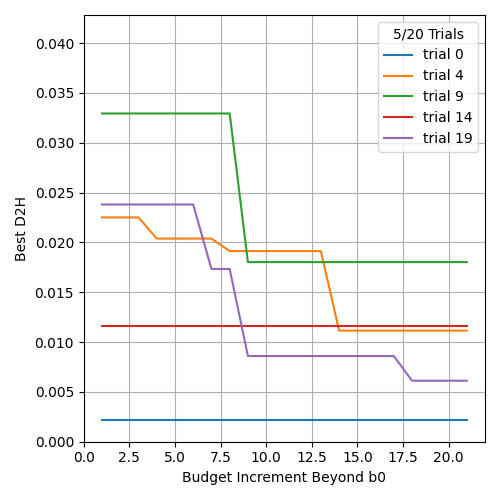 5/20 Trials
trial 0
trial 4
trial 9
trial 14
trial 19
Best D2H
0.040
0.035
0.030
0.025
0.020
0.015
0.010
0.005
0.000
0.0 2.5 5.0 7.5 10.0 12.5 15.0 17.5 20.0
Budget Increment Beyond b0